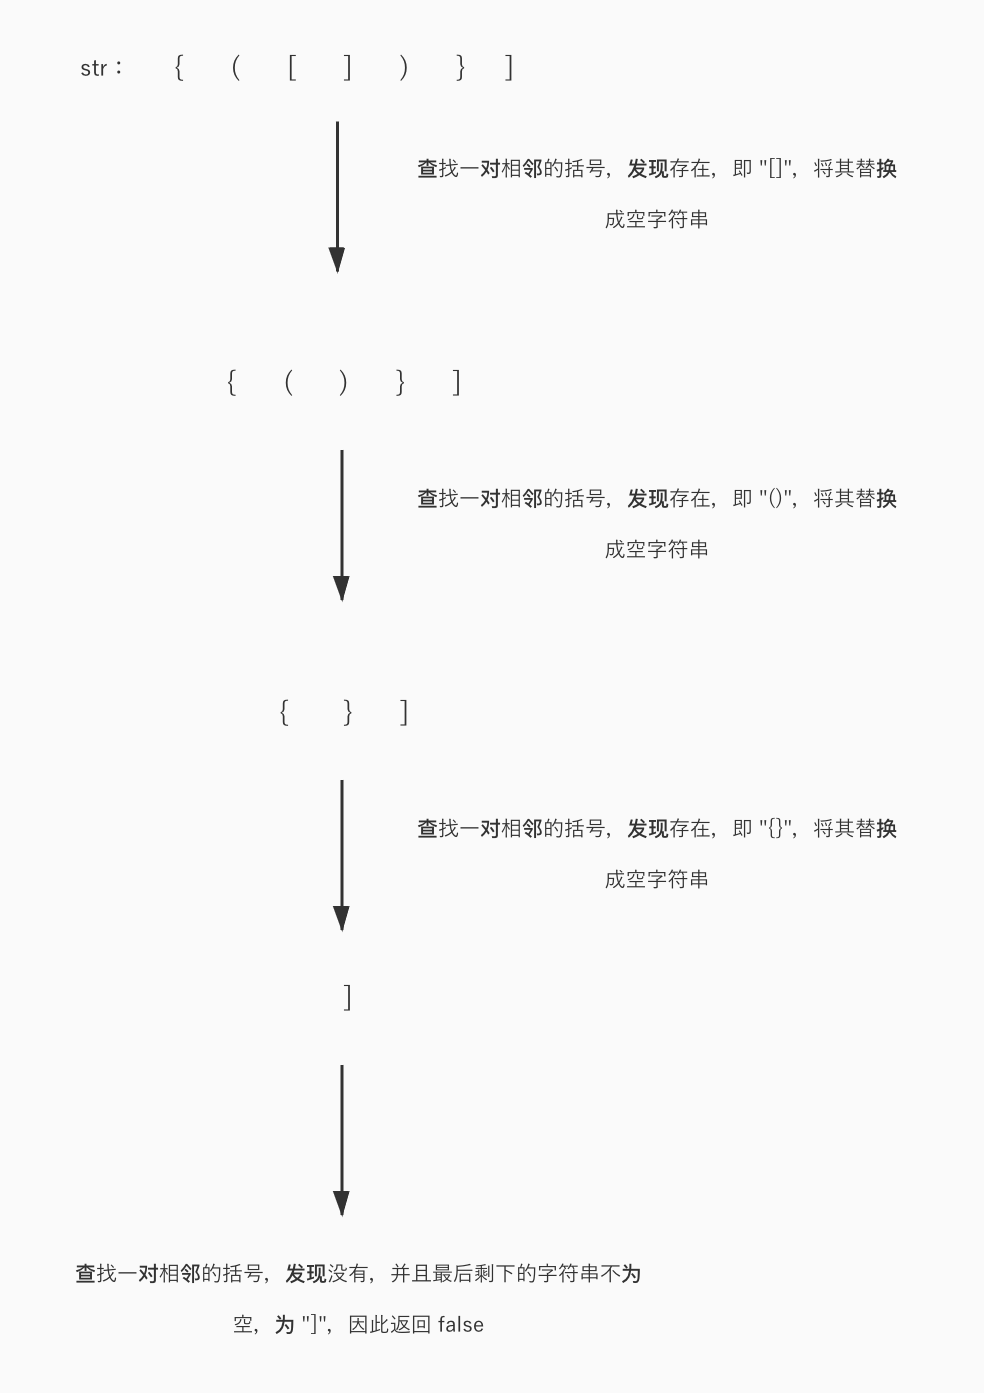 str： { ( [ ] ) } ]
查找一对相邻的括号，发现存在，即 "[]"，将其替换
成空字符串
{ ( ) } ]
查找一对相邻的括号，发现存在，即 "()"，将其替换
成空字符串
{ } ]
查找一对相邻的括号，发现存在，即 "{}"，将其替换
成空字符串
]
查找一对相邻的括号，发现没有，并且最后剩下的字符串不为
空，为 "]"，因此返回 false